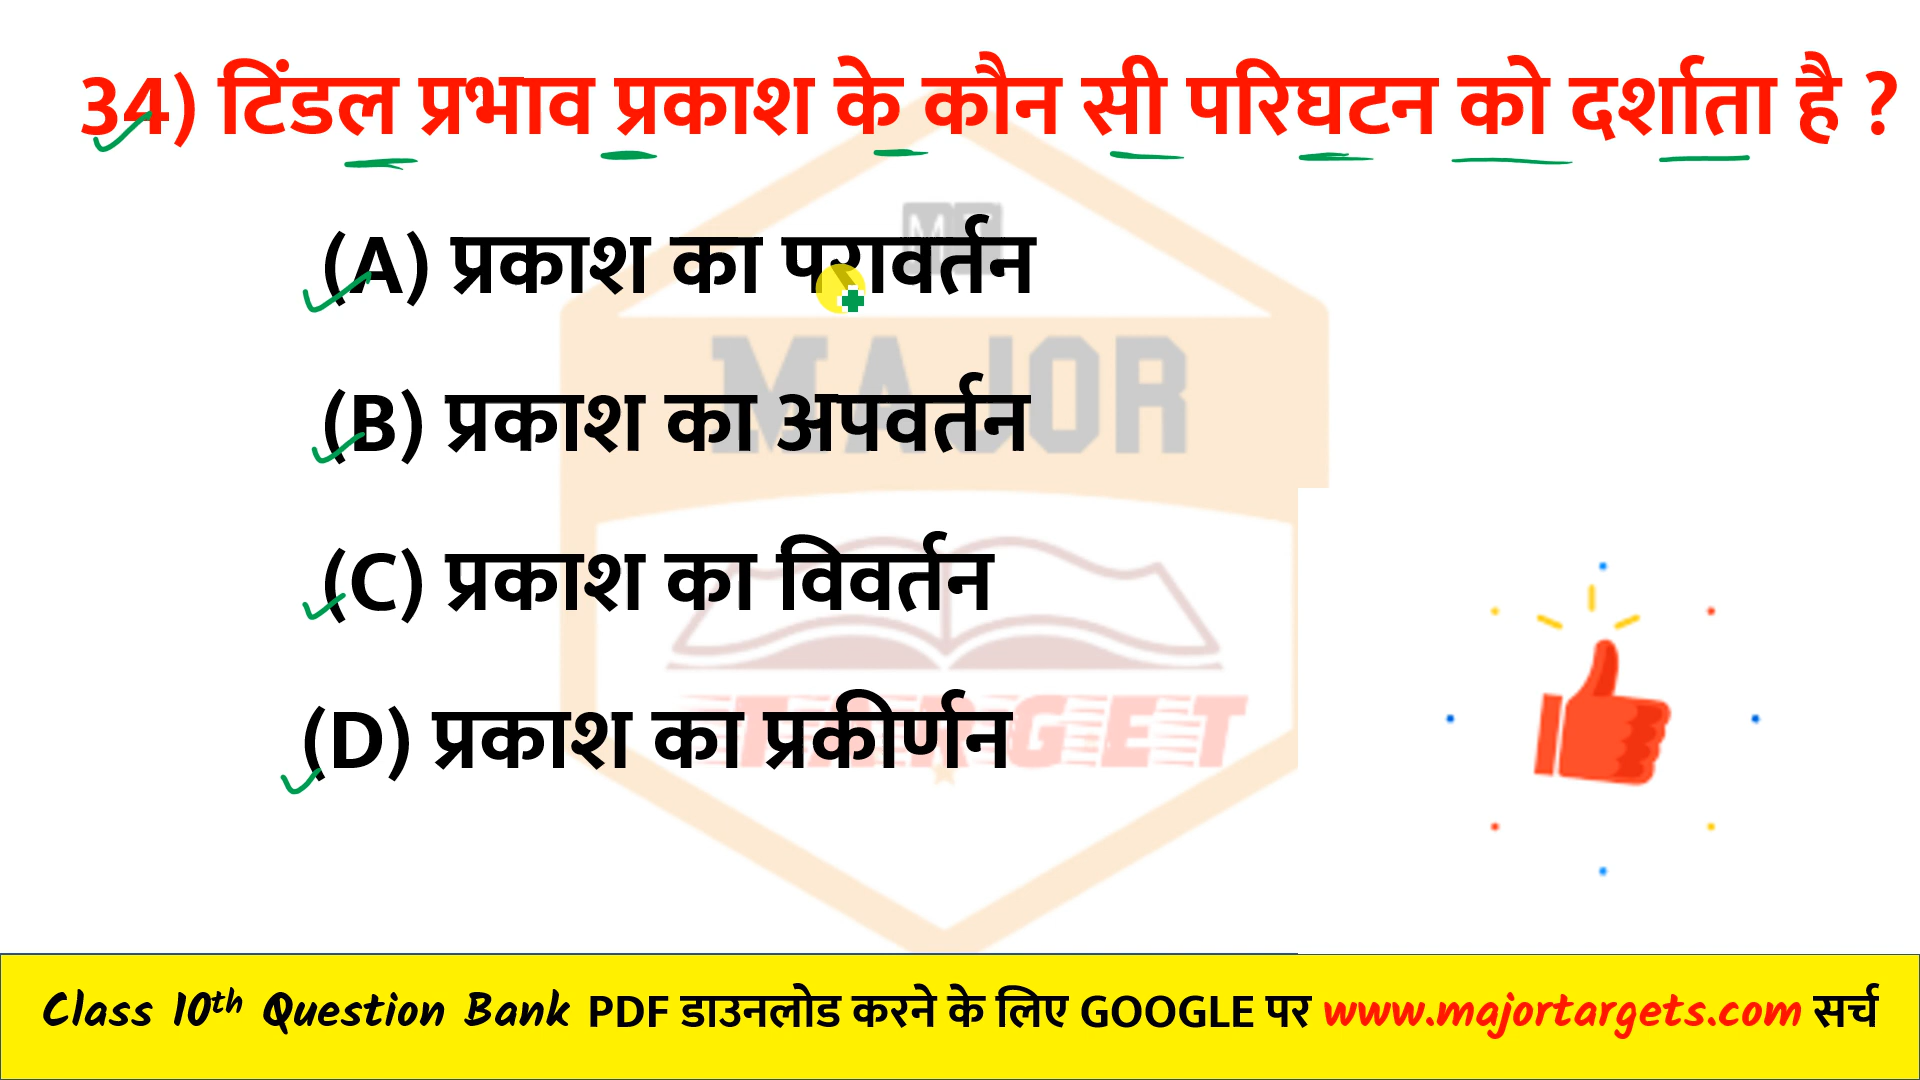 34) टिंडल प्रभाव प्रकाश के कौन सी परिघटन को दर्शाता है ?
(A) प्रकाश का परावर्तन
(B) प्रकाश का अपवर्तन
(C) प्रकाश का विवर्तन
(D) प्रकाश का प्रकीर्णन
MAJOR
TARGET
Class 10th Question Bank PDF डाउनलोड करने के लिए GOOGLE पर www.majortargets.com सर्च